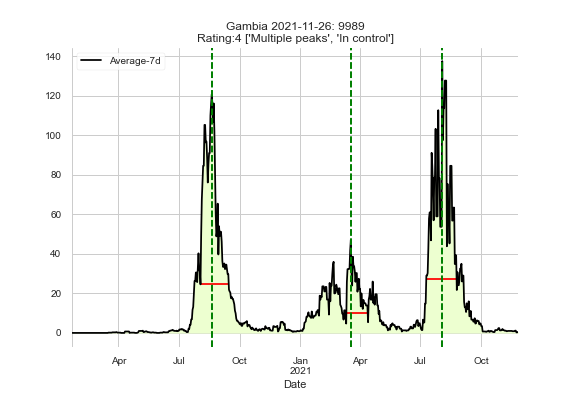 Gambia 2021-11-26: 9989
Rating:4 ['Multiple peaks', 'In control']
Average-7d
140
120
100
80
60
40
20
0
Apr
Jul
Oct
Jan
2021
Apr
Jul
Oct
Date